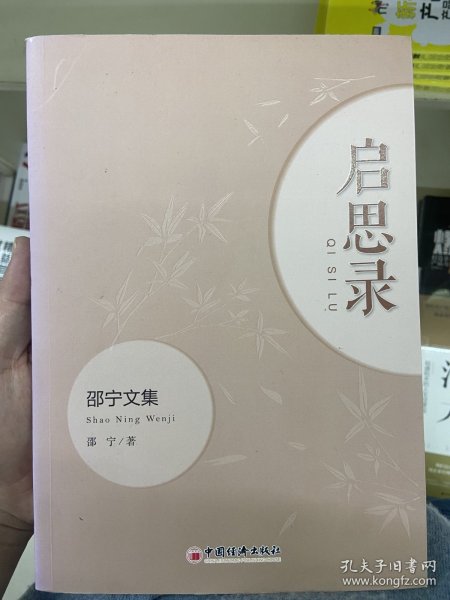 启思录
QI SI LU
邵宁文集
Shao Ning Wenji
邵 宁/著
中国经济出版社
孔夫子旧书网
www.kongfz.com